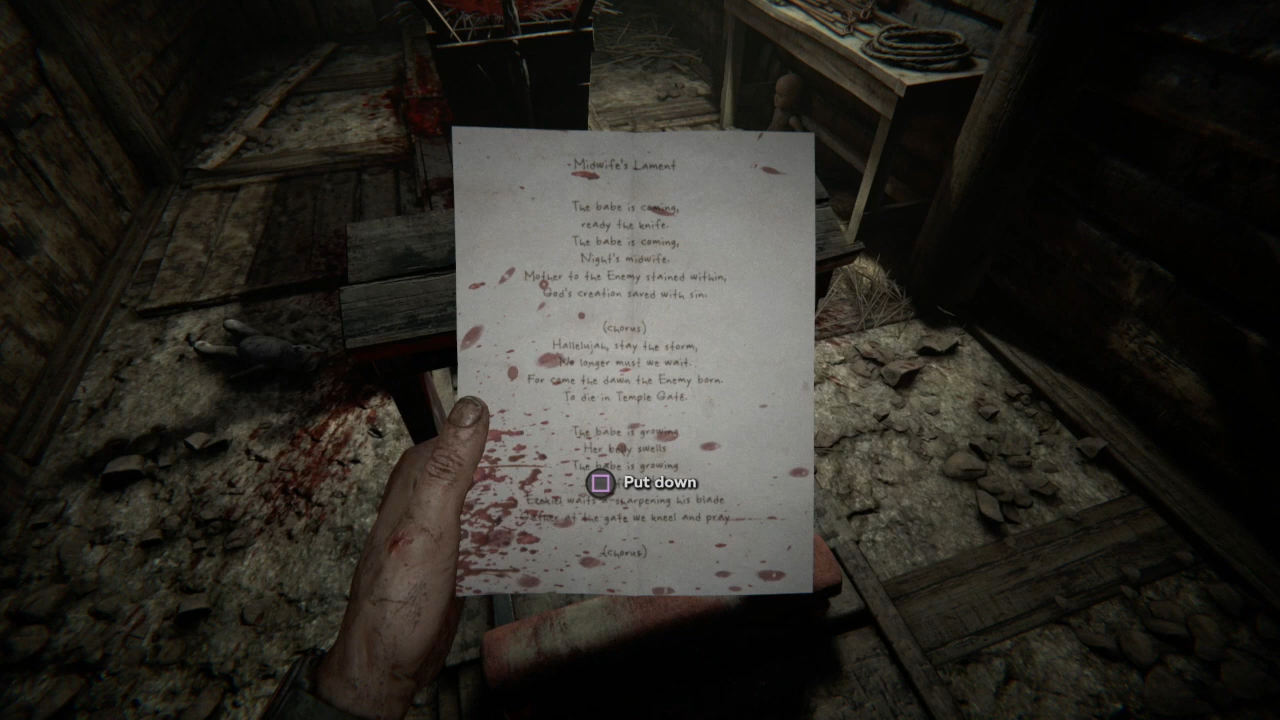 - Midwife's Lament
The babe is coming,
ready the knife.
The babe is coming,
Night's midwife.
Mother to the Enemy stained within,
God's creation saved with sin.
(chorus)
Hallelujah, stay the storm,
No longer must we wait.
For come the dawn the Enemy born.
To die in Temple Gate.
The babe is growing
Her belly swells
The babe is growing
Put down
Ezekiel waits a-sharpening his blade
at the gate we kneel and pray
(chorus)